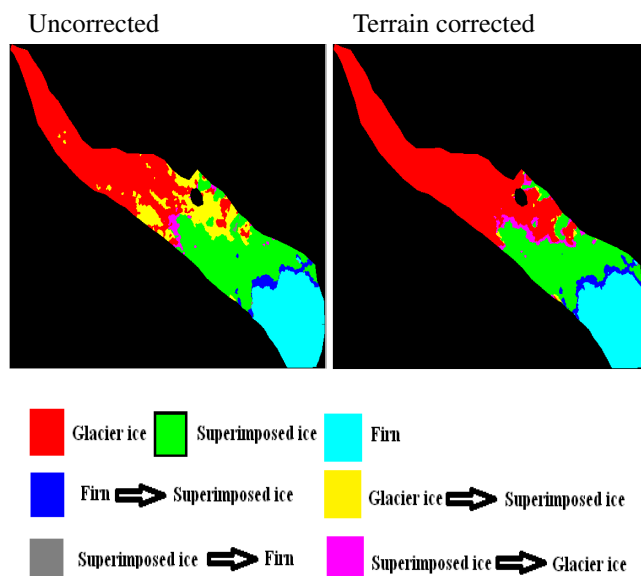 Uncorrected Terrain corrected
Glacier ice Superimposed ice Firn
Firn Superimposed ice Glacier ice Superimposed ice
Superimposed ice Firn Superimposed ice Glacier ice